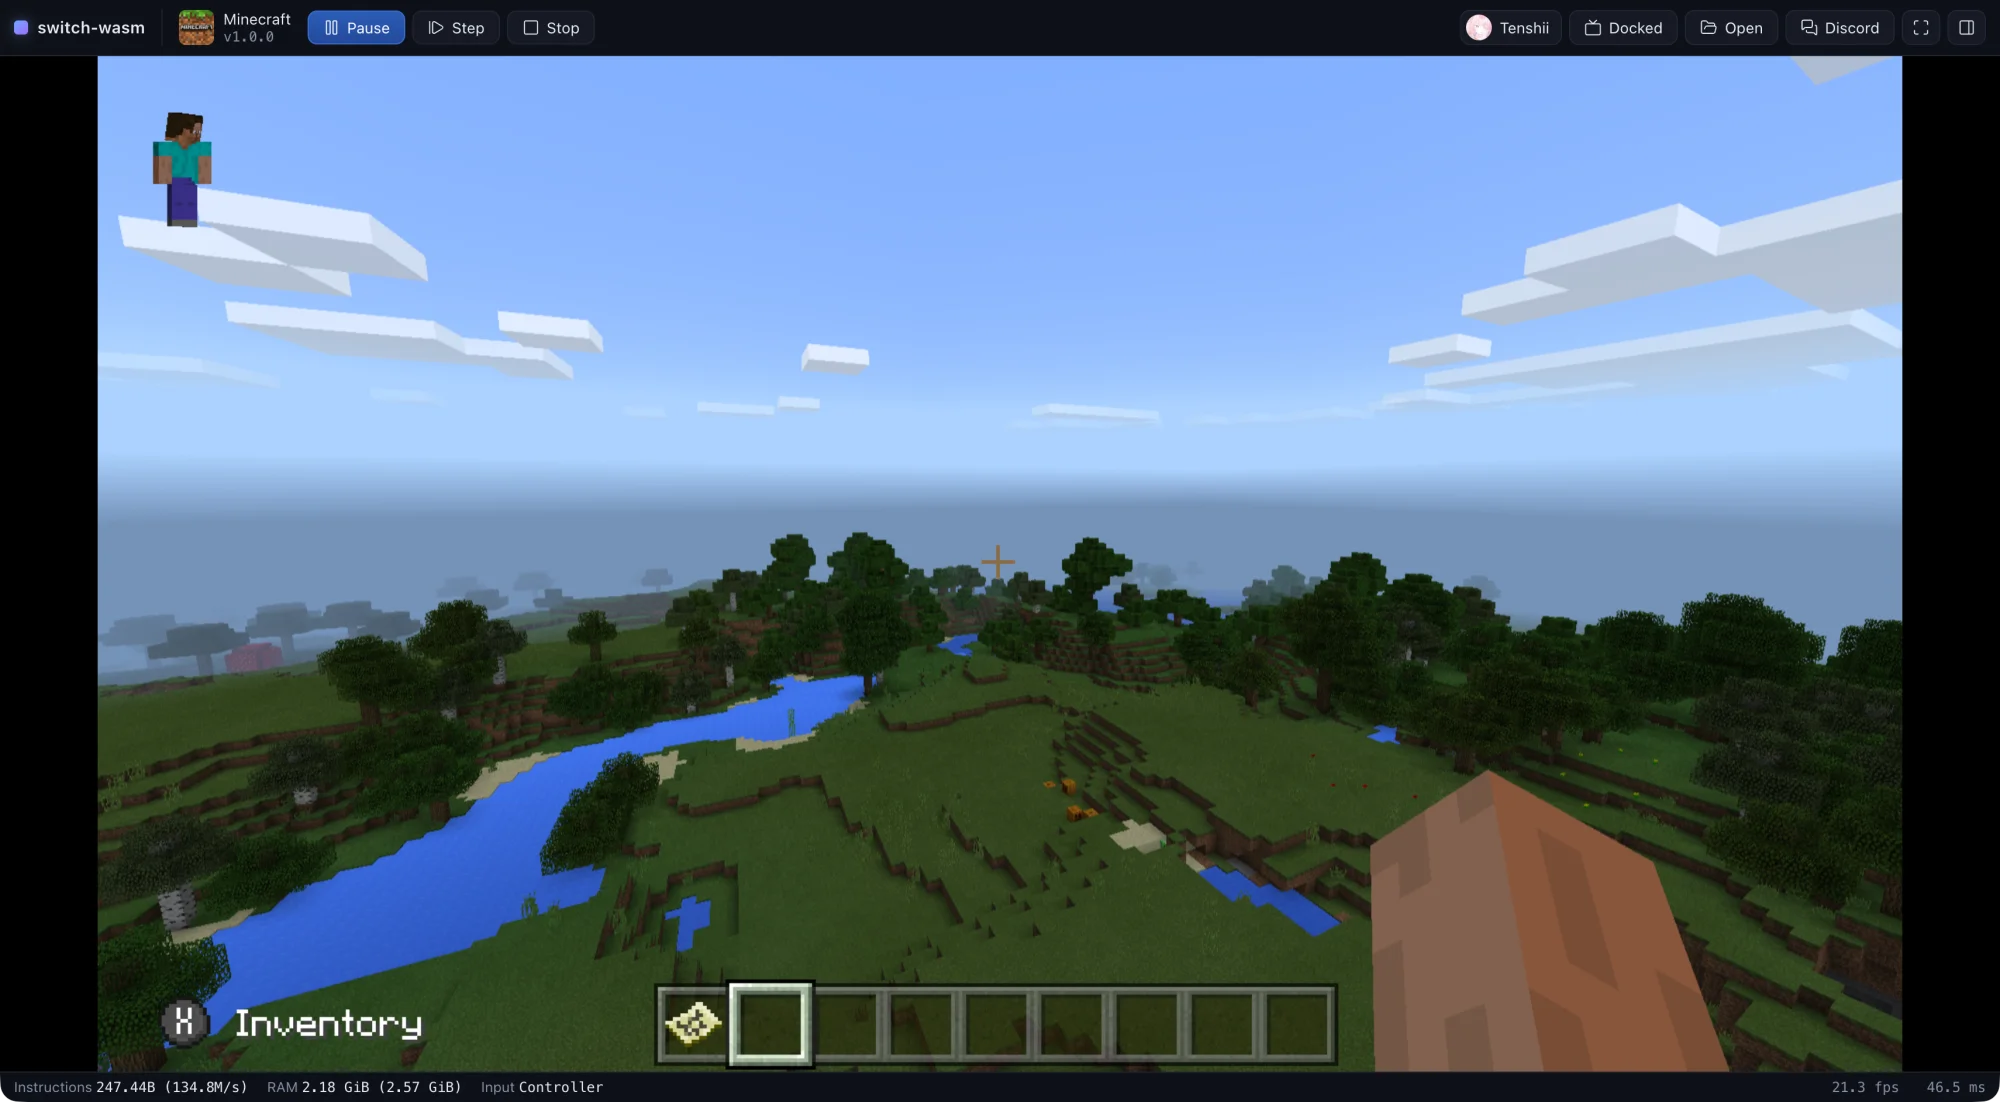 switch-wasm
Minecraft
v1.0.0
Pause
Step
Stop
Tenshii
Docked
Open
Discord
X Inventory
Instructions 247.44B (134.8M/s) RAM 2.18 GiB (2.57 GiB) Input Controller
21.3 fps 46.5 ms